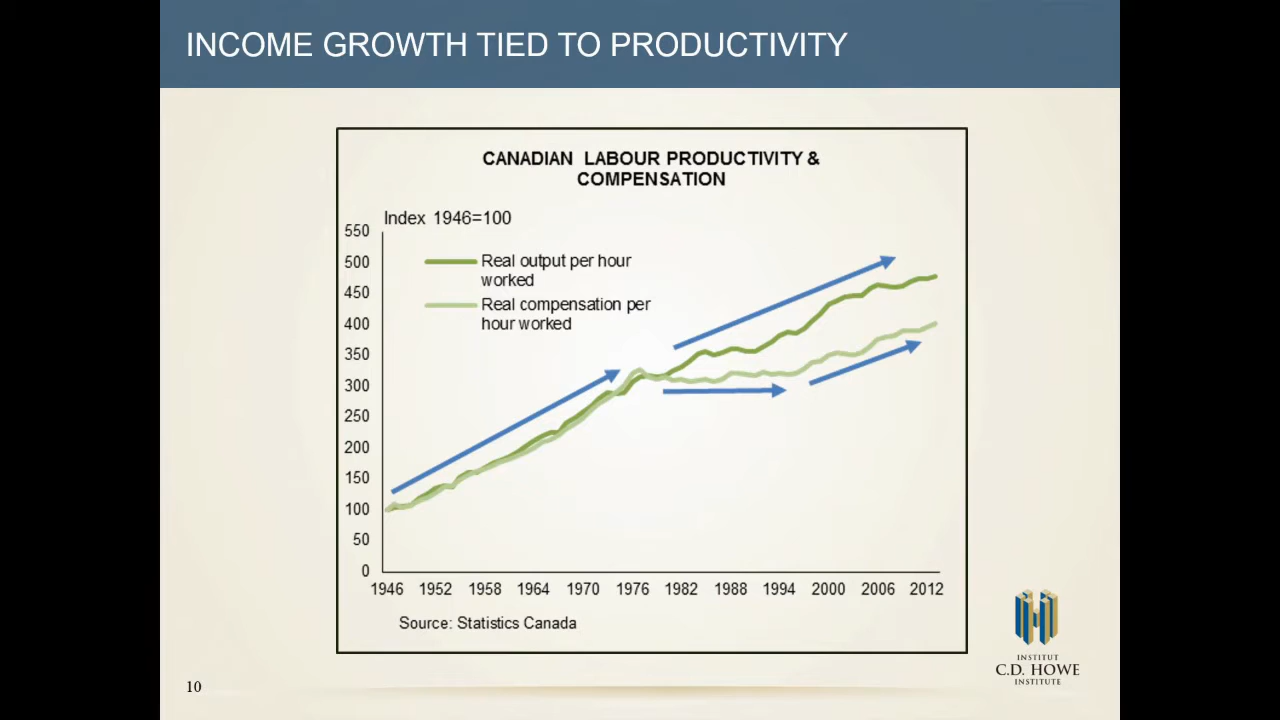 INCOME GROWTH TIED TO PRODUCTIVITY
CANADIAN LABOUR PRODUCTIVITY &
COMPENSATION
Index 1946=100
550
500
450
400
350
300
250
200
150
100
50
0
Real output per hour
worked
Real compensation per
hour worked
1946 1952 1958 1964 1970 1976 1982 1988 1994 2000 2006 2012
Source: Statistics Canada
INSTITUT
C.D. HOWE
INSTITUTE
10